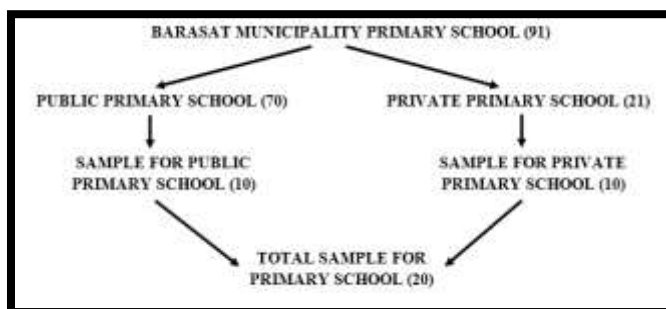 BARASAT MUNICIPALITY PRIMARY SCHOOL (91)
PUBLIC PRIMARY SCHOOL (70)
PRIVATE PRIMARY SCHOOL (21)
SAMPLE FOR PUBLIC
PRIMARY SCHOOL (10)
SAMPLE FOR PRIVATE
PRIMARY SCHOOL (10)
TOTAL SAMPLE FOR
PRIMARY SCHOOL (20)